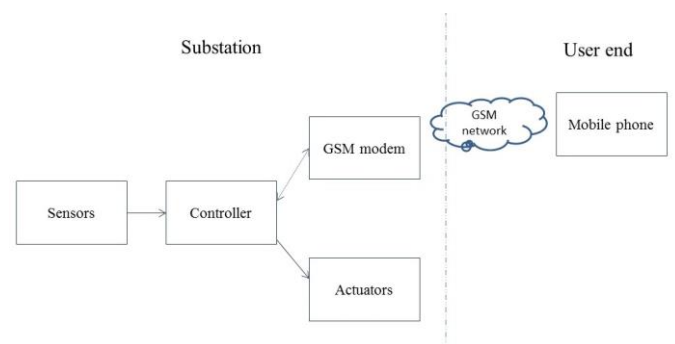 Substation
User end
GSM
network
Mobile phone
GSM modem
Sensors
Controller
Actuators